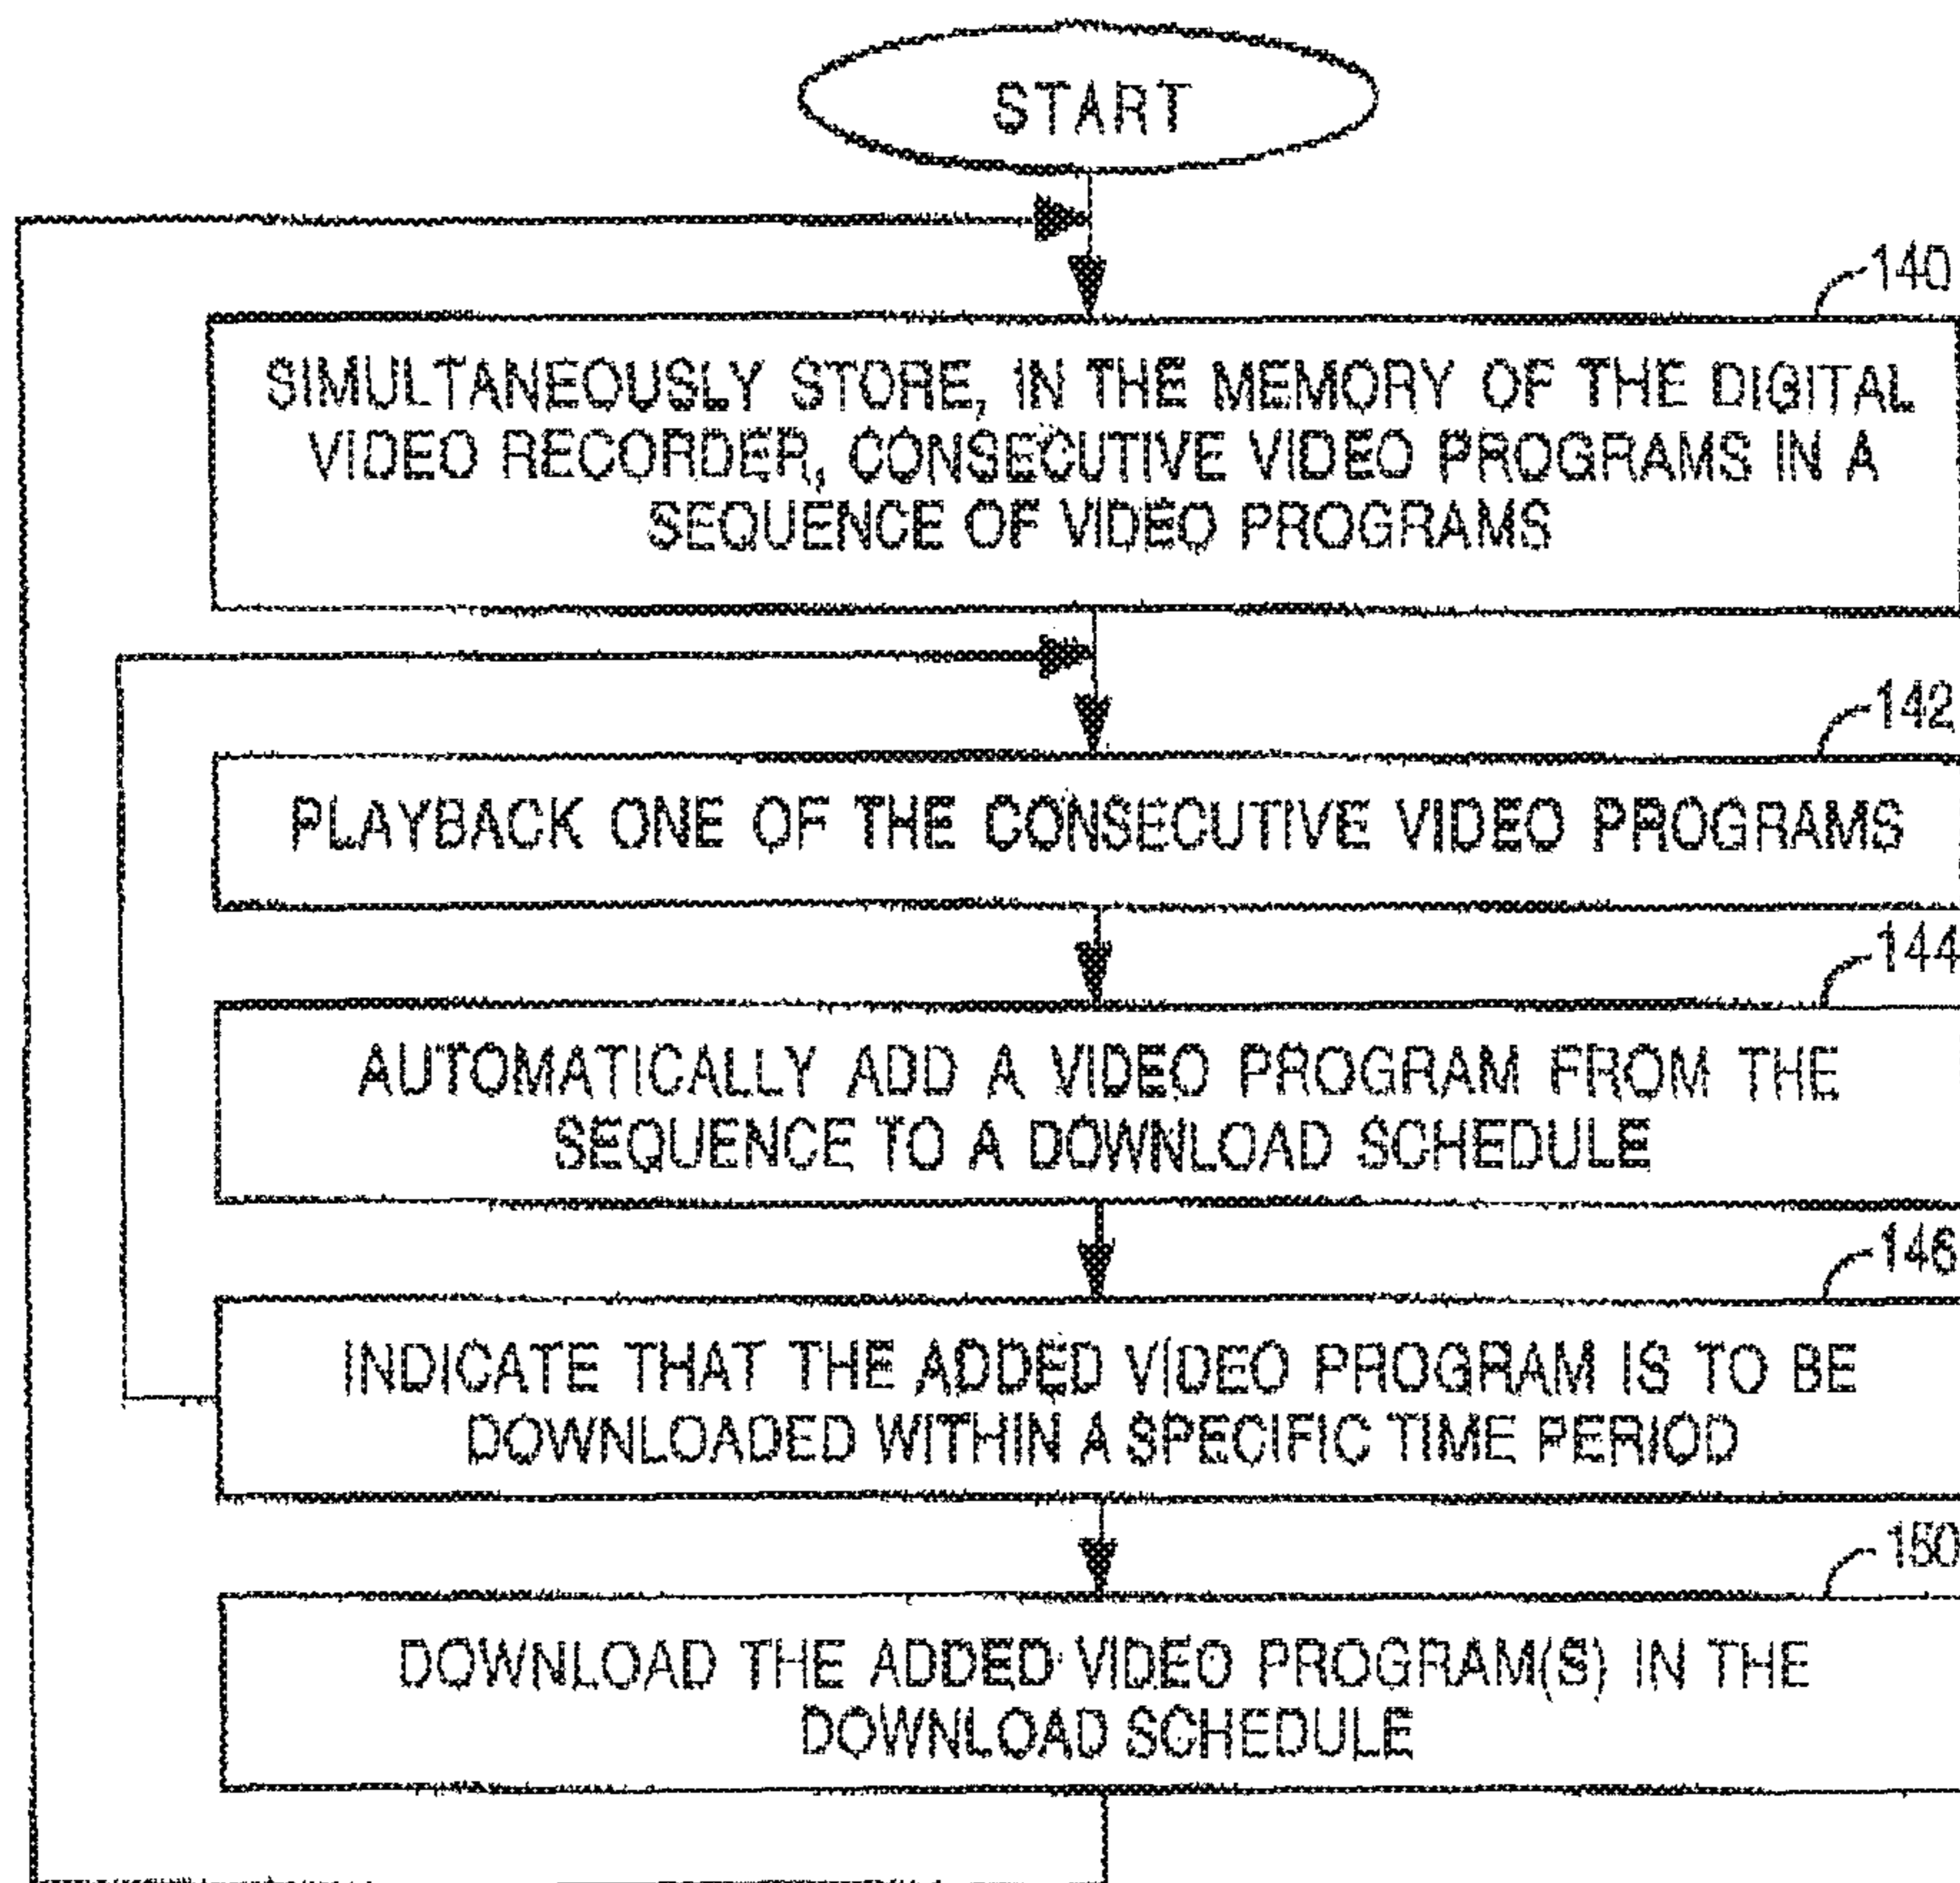 START
140
SIMULTANEOUSLY STORE, IN THE MEMORY OF THE DIGITAL
VIDEO RECORDER, CONSECUTIVE VIDEO PROGRAMS IN A
SEQUENCE OF VIDEO PROGRAMS
142
PLAYBACK ONE OF THE CONSECUTIVE VIDEO PROGRAMS
144
AUTOMATICALLY ADD A VIDEO PROGRAM FROM THE
SEQUENCE TO A DOWNLOAD SCHEDULE
146
INDICATE THAT THE ADDED VIDEO PROGRAM IS TO BE
DOWNLOADED WITHIN A SPECIFIC TIME PERIOD
150
DOWNLOAD THE ADDED VIDEO PROGRAM(S) IN THE
DOWNLOAD SCHEDULE